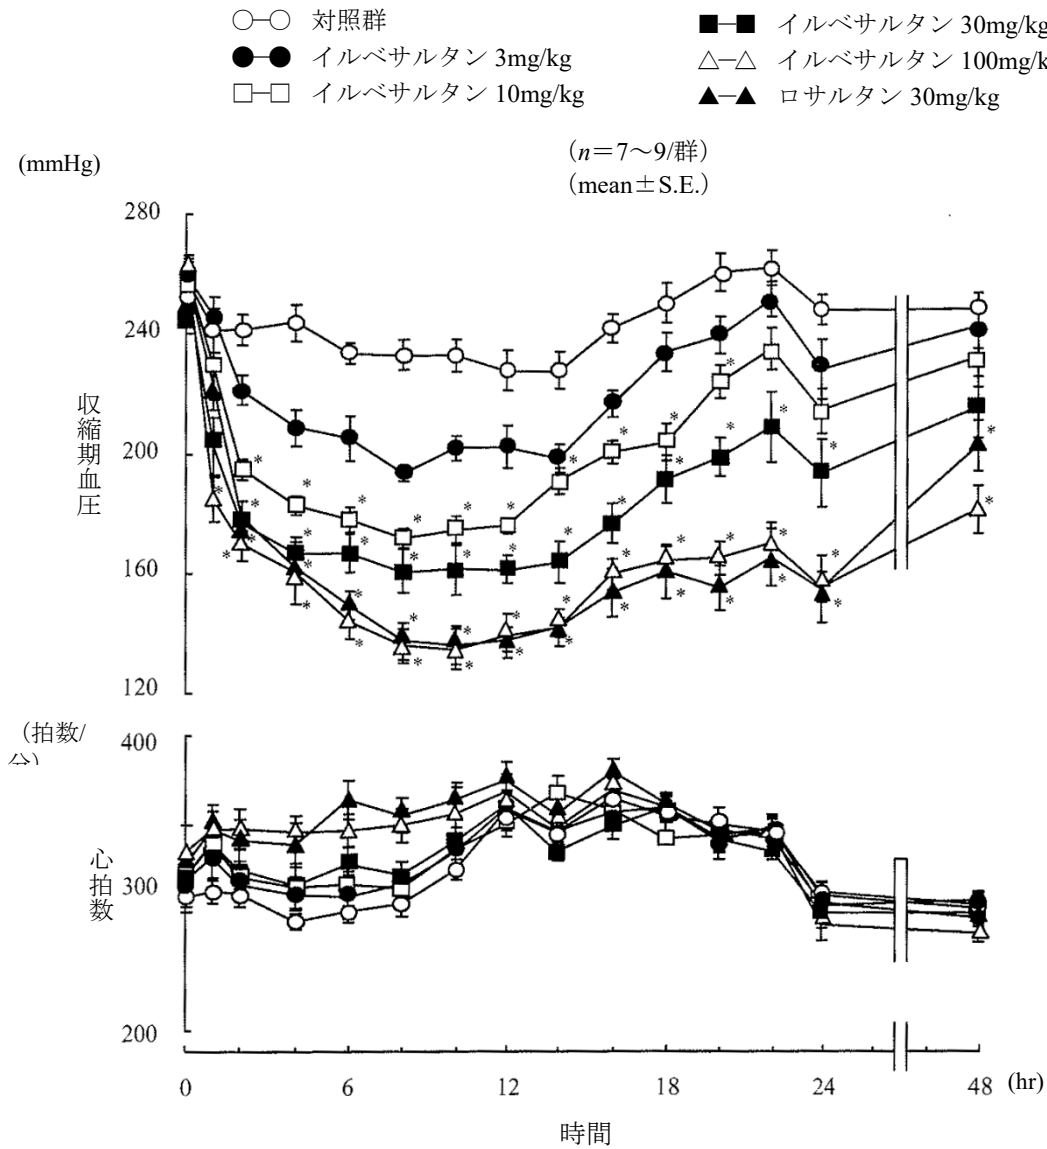 対照群
イルベサルタン 3mg/kg
イルベサルタン 10mg/kg
イルベサルタン 30mg/kg
イルベサルタン 100mg/k
ロサルタン 30mg/kg
(mmHg)
（n＝7～9/群）
（mean±S.E.）
280
240
200
160
120
収縮期血圧
（拍数/
分）
400
300
200
心拍数
0
6
12
18
24
48
(hr)
時間